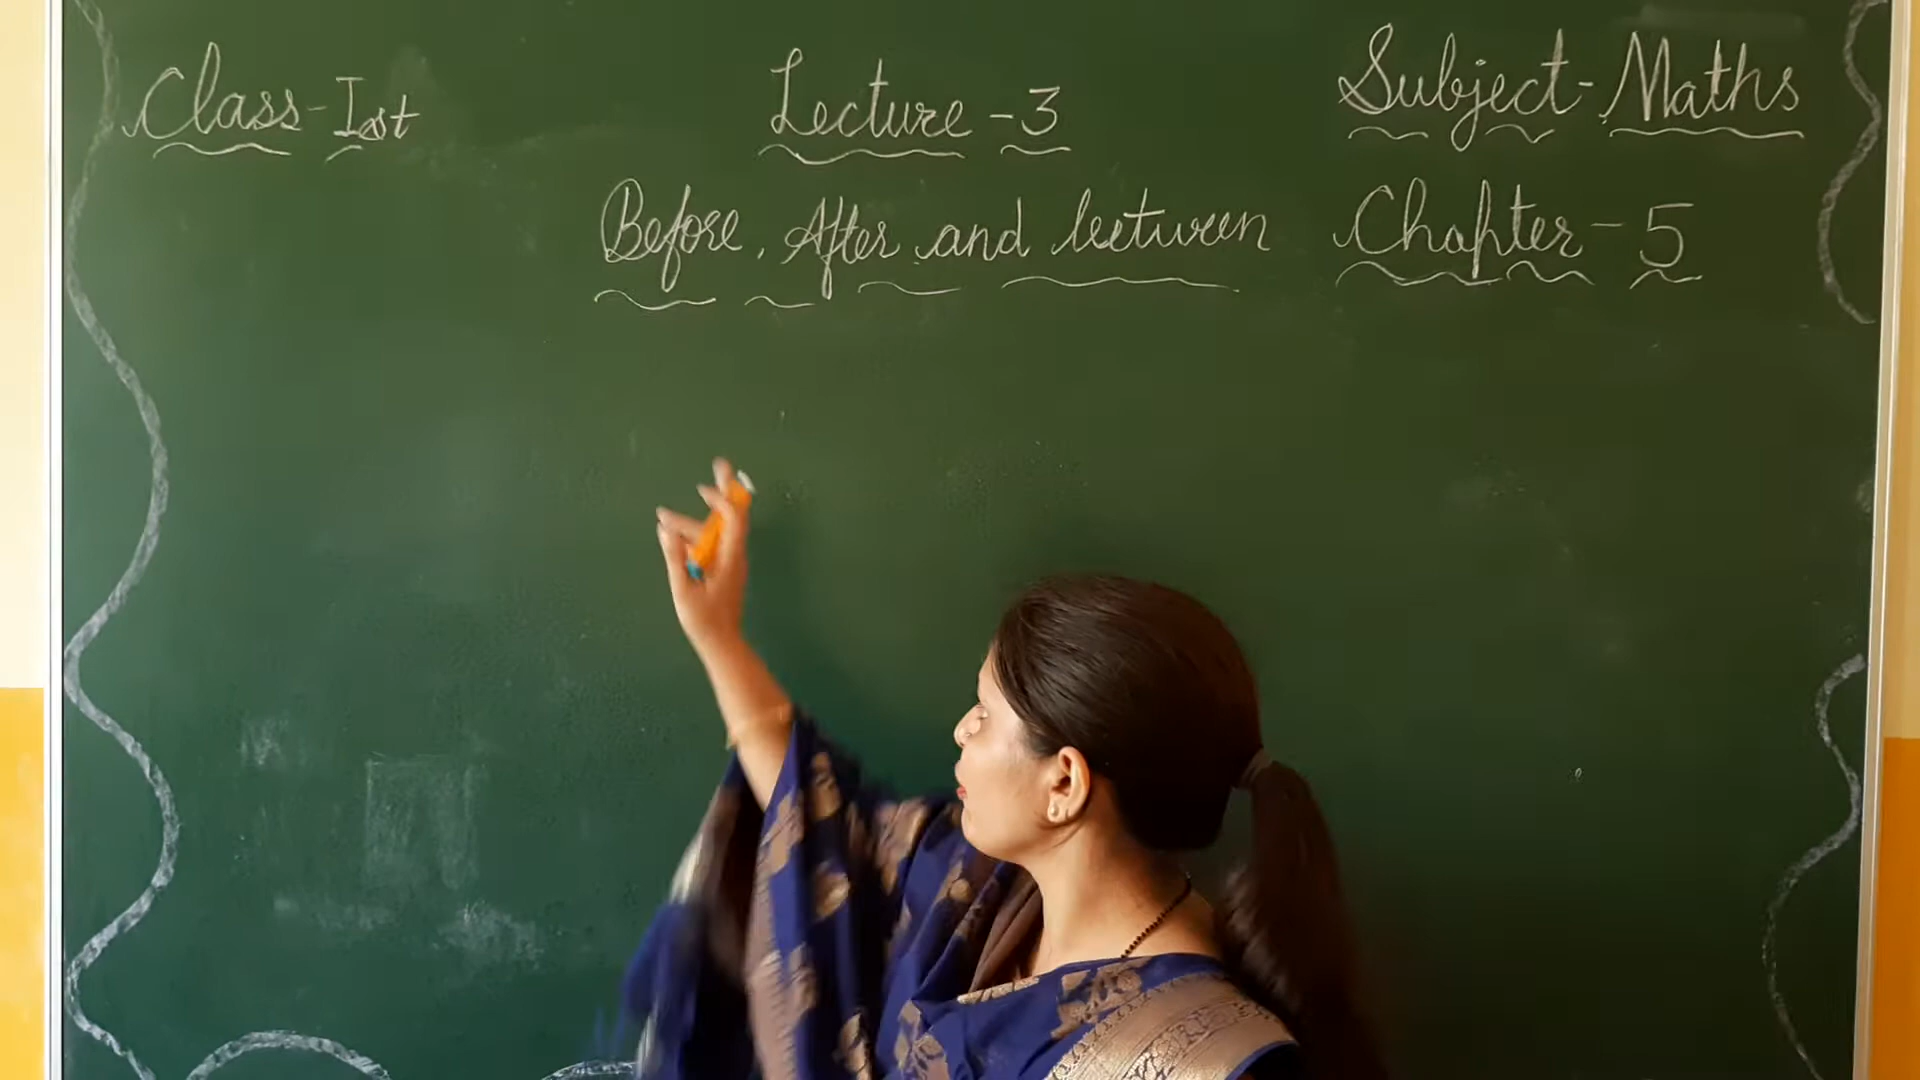 Class-Ist
Lecture-3
Subject-Maths
Before, After and between
Chapter-5